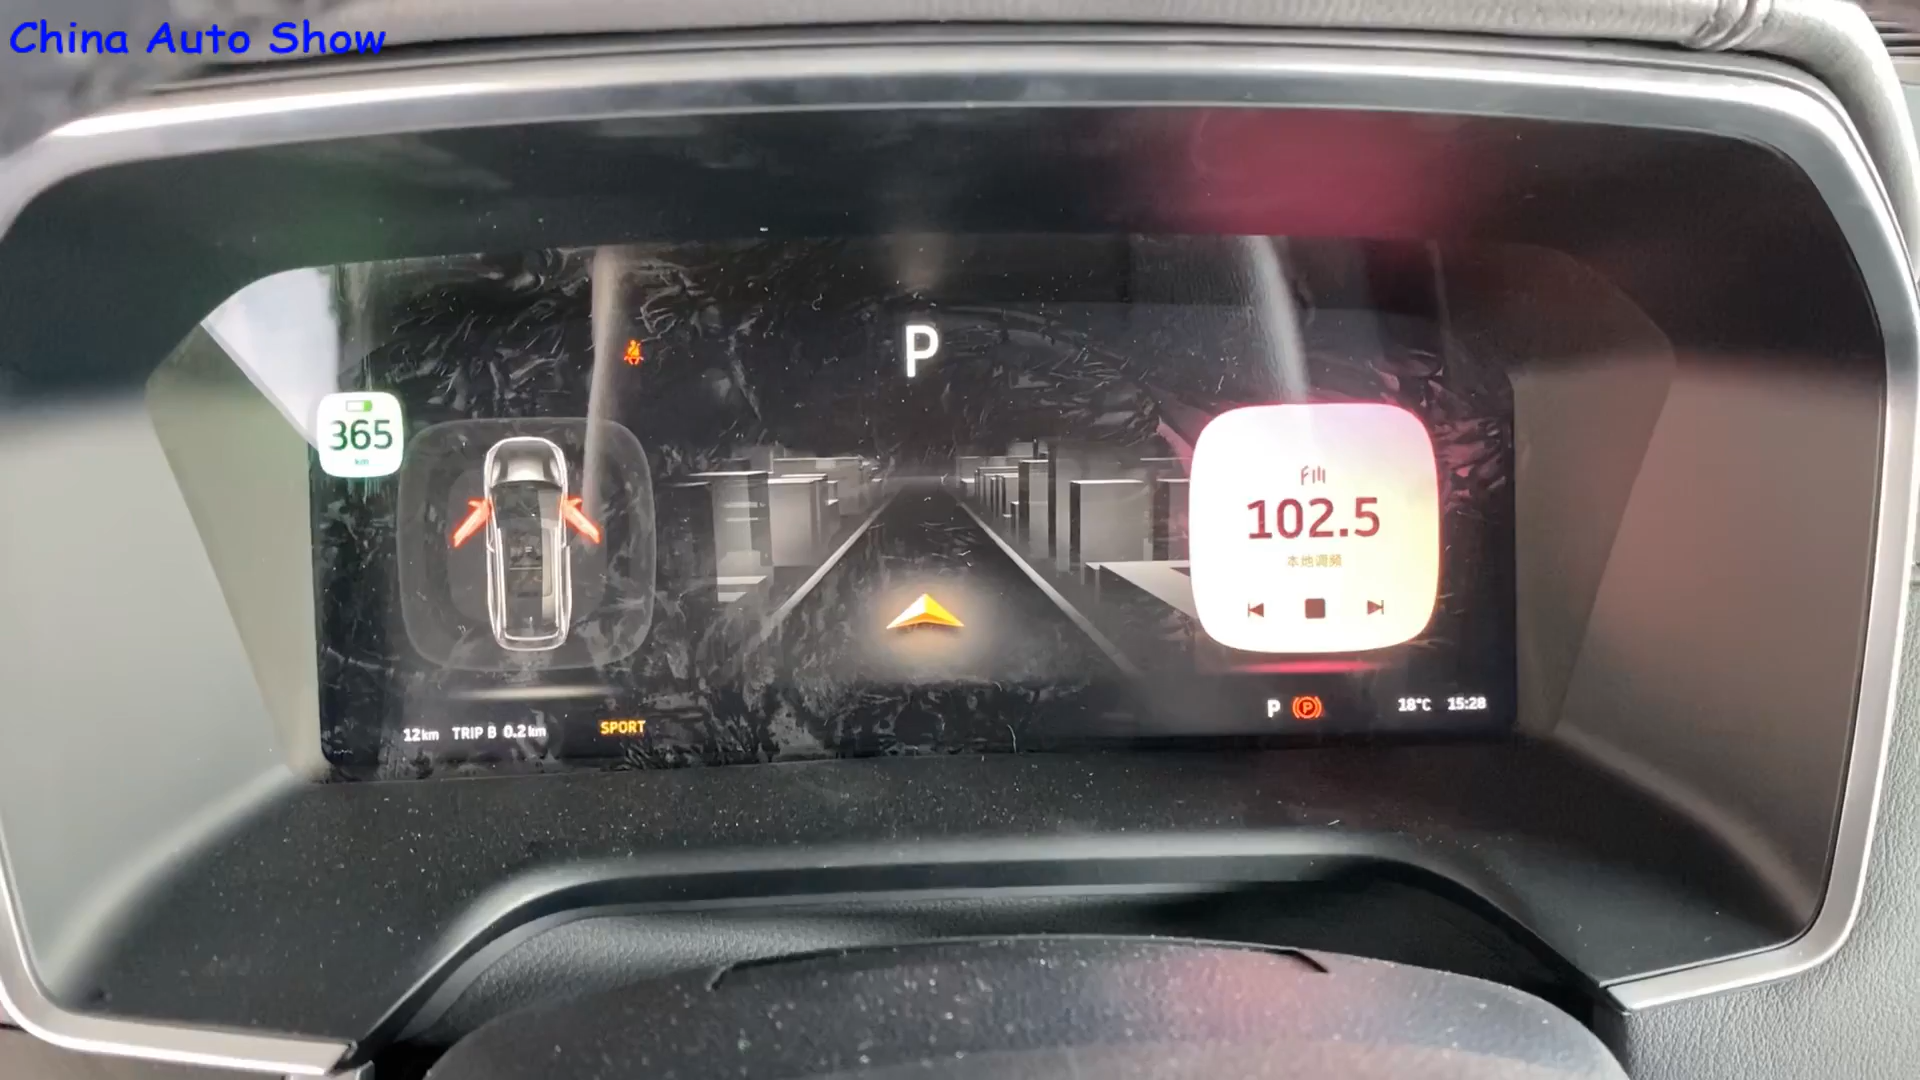 China Auto Show
P
365
km
FM
102.5
本地调频
12km TRIP B 0.2km SPORT
P (P) 18°C 15:28